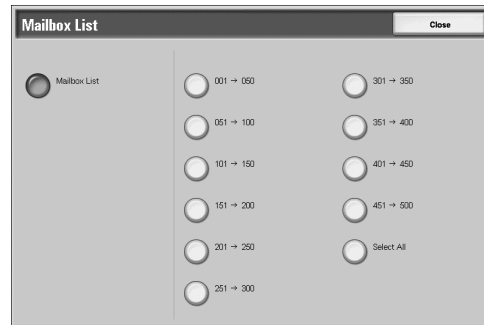 Mailbox List
Close
Mailbox List
001 → 050
051 → 100
101 → 150
151 → 200
201 → 250
251 → 300
301 → 350
351 → 400
401 → 450
451 → 500
Select All